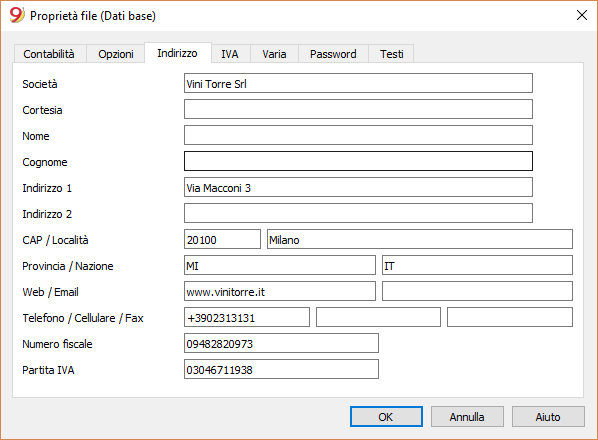 Proprietà file (Dati base)
Contabilità Opzioni Indirizzo IVA Varia Password Testi
Società Vini Torre Srl
Cortesia
Nome
Cognome
Indirizzo 1 Via Macconi 3
Indirizzo 2
CAP / Località 20100 Milano
Provincia / Nazione MI IT
Web / Email www.vinitorre.it
Telefono / Cellulare / Fax +3902313131
Numero fiscale 09482820973
Partita IVA 03046711938
OK Annulla Aiuto